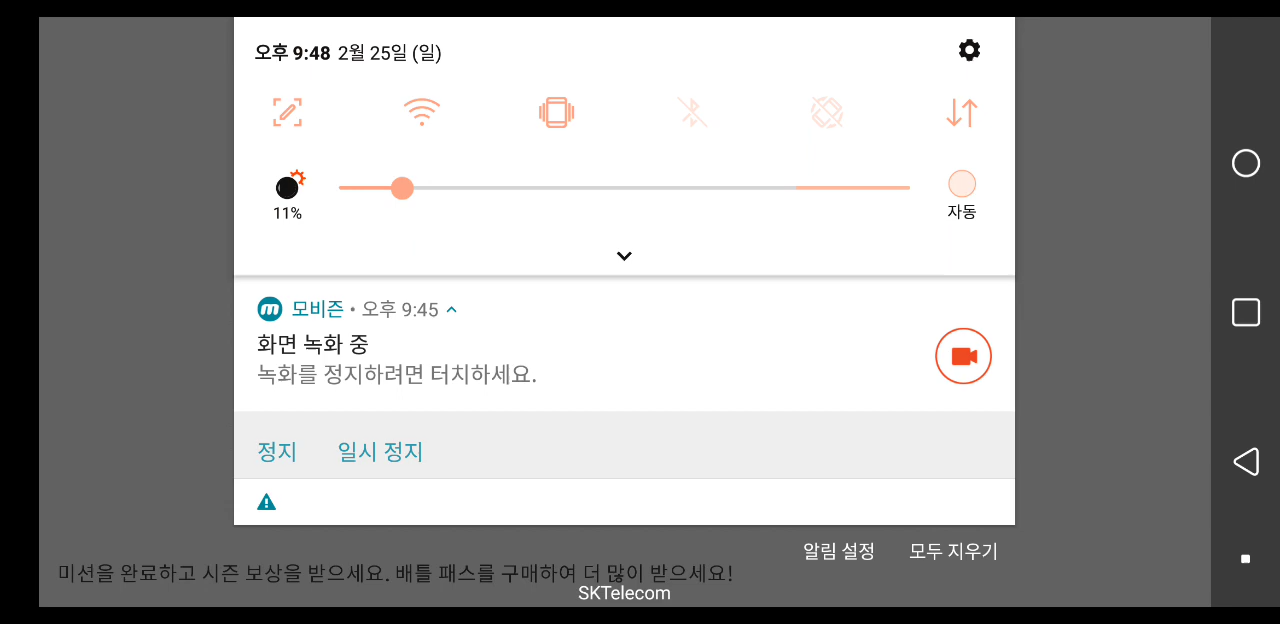 오후 9:48 2월 25일 (일)
11%
자동
모비즌 • 오후 9:45
화면 녹화 중
녹화를 정지하려면 터치하세요.
정지 일시 정지
알림 설정 모두 지우기
미션을 완료하고 시즌 보상을 받으세요. 배틀 패스를 구매하여 더 많이 받으세요!
SKTelecom